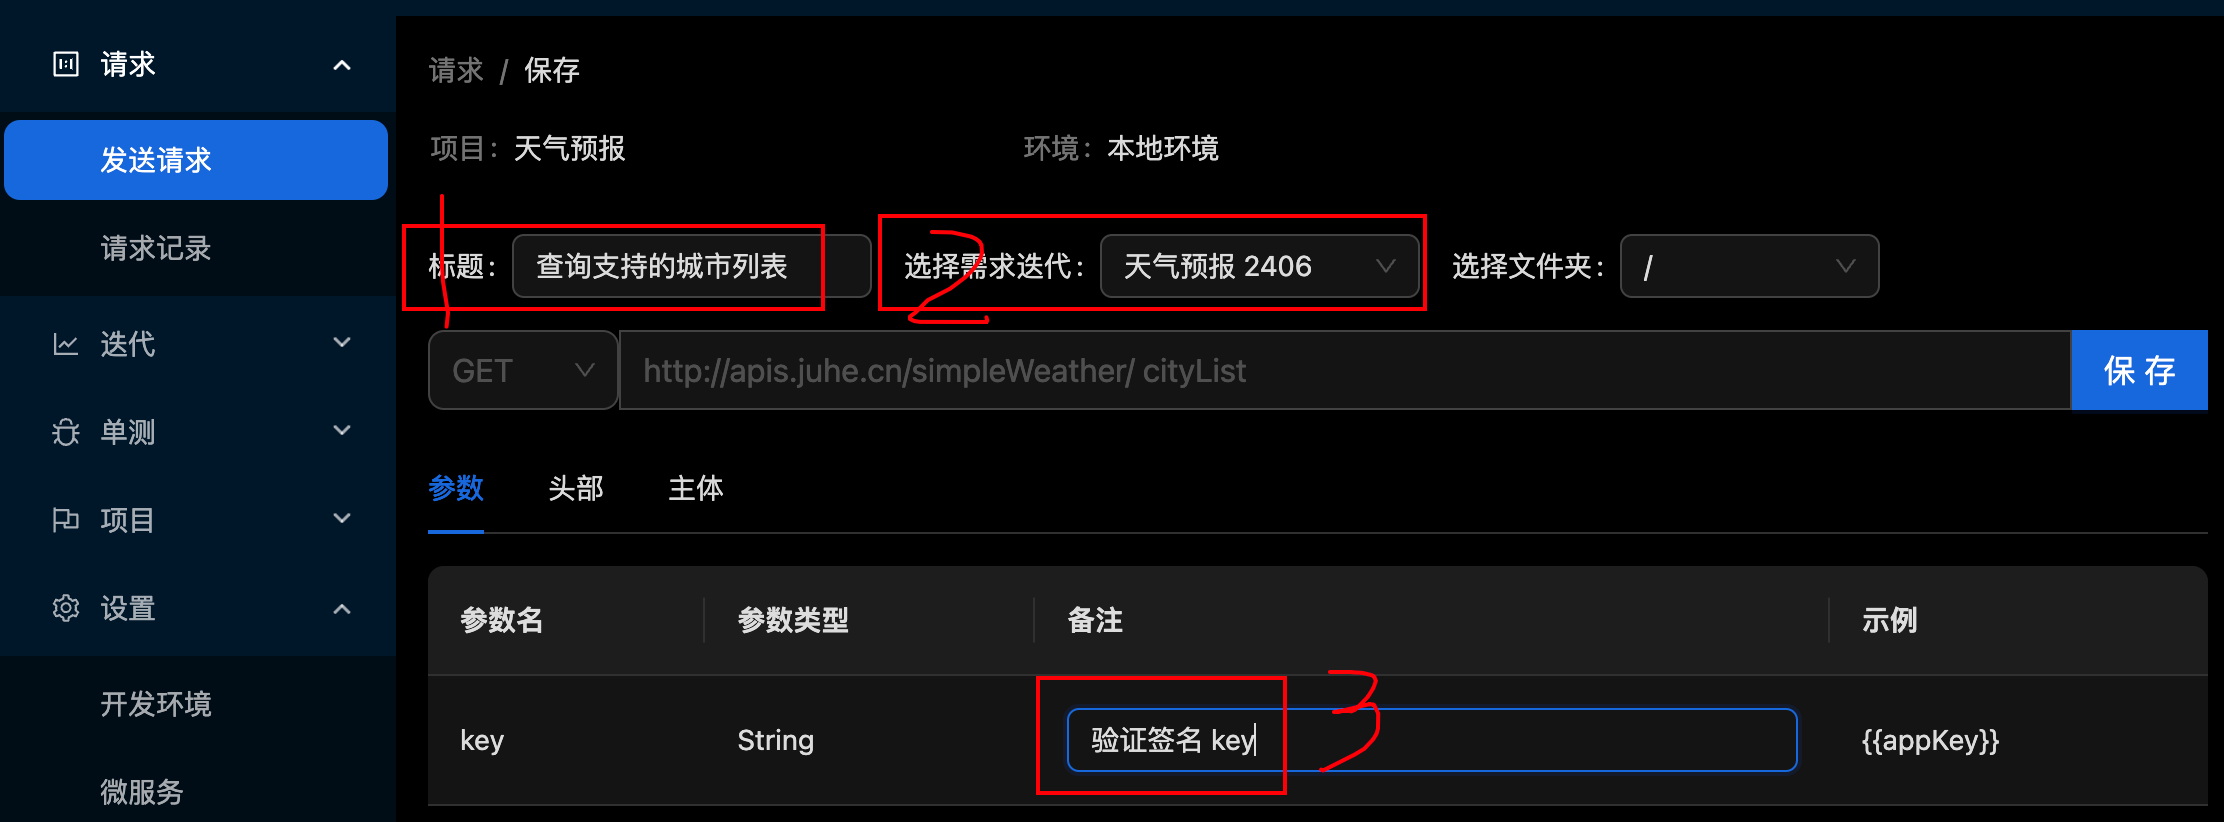 请求
发送请求
请求记录
迭代
单测
项目
设置
开发环境
微服务
请求 / 保存
项目: 天气预报
环境: 本地环境
1
2
标题: 查询支持的城市列表
选择需求迭代: 天气预报 2406
选择文件夹: /
GET
http://apis.juhe.cn/simpleWeather/ cityList
保 存
参数 头部 主体
参数名 参数类型 备注 示例
3
key String 验证签名 key {{appKey}}